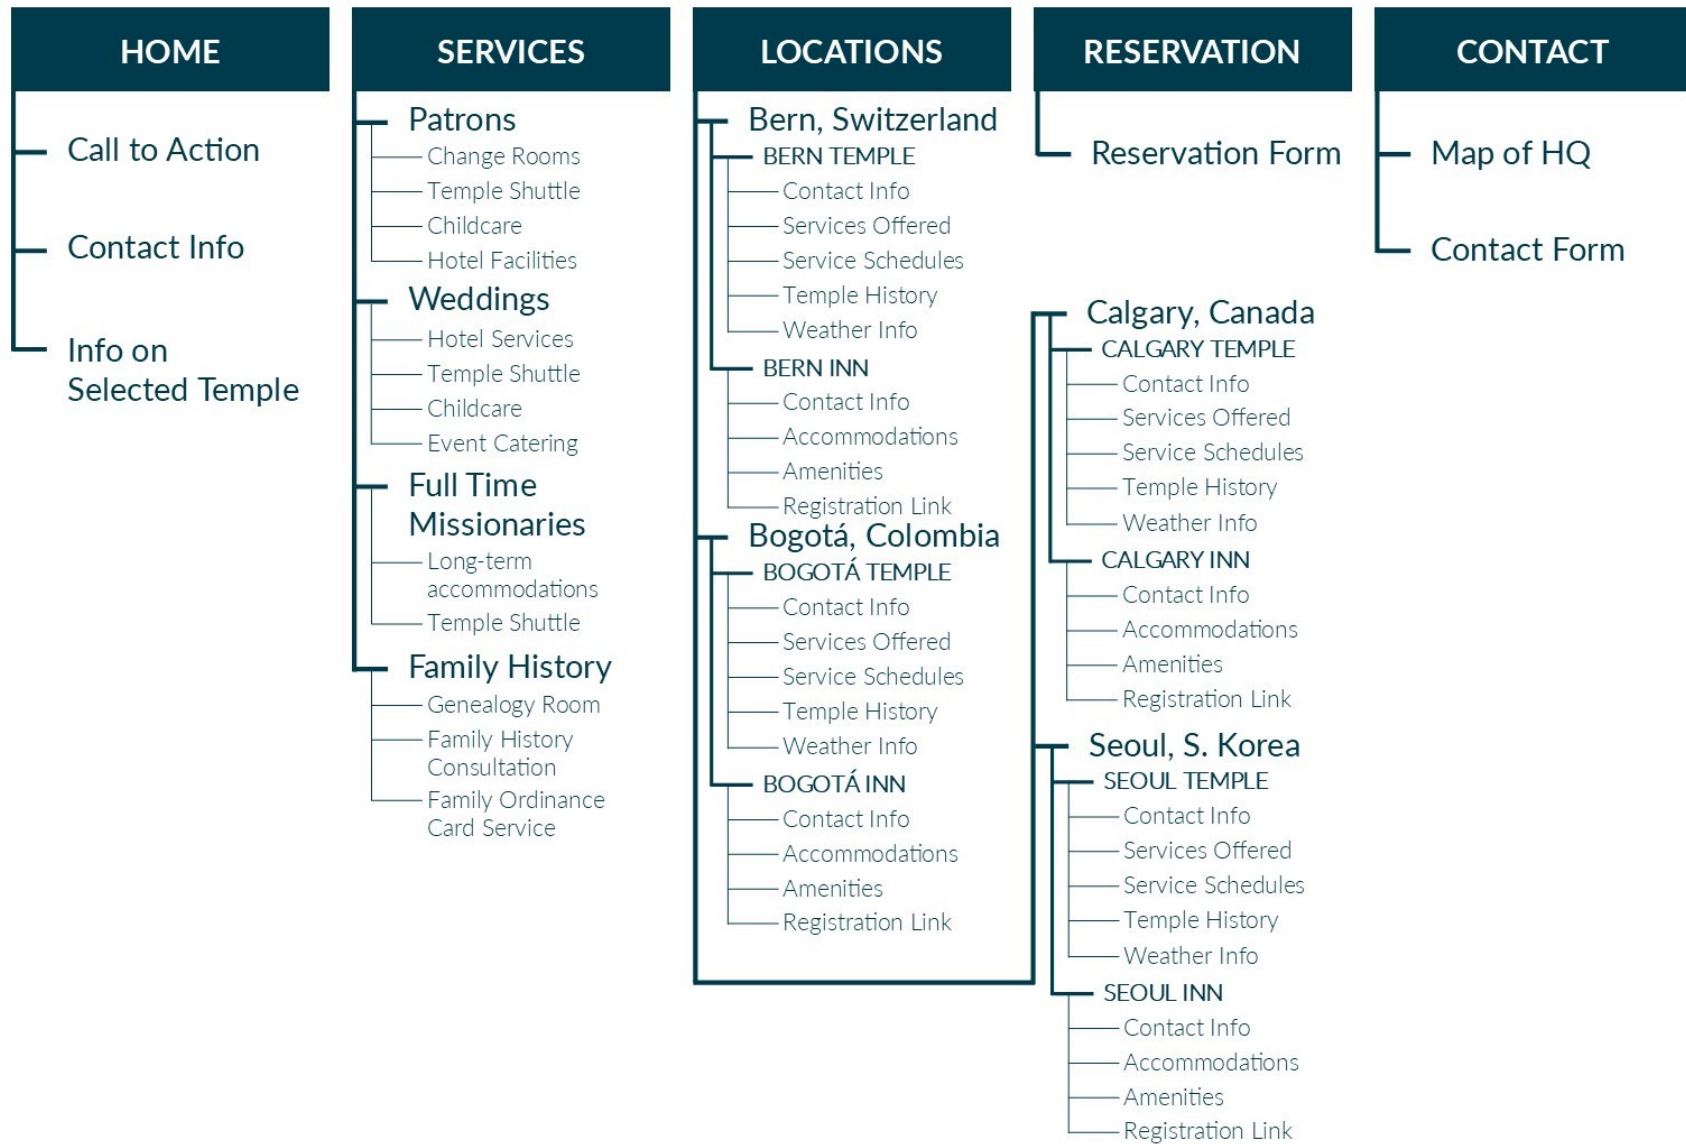 HOME
Call to Action
Contact Info
Info on
Selected Temple
SERVICES
Patrons
Change Rooms
Temple Shuttle
Childcare
Hotel Facilities
Weddings
Hotel Services
Temple Shuttle
Childcare
Event Catering
Full Time
Missionaries
Long-term
accommodations
Temple Shuttle
Family History
Genealogy Room
Family History
Consultation
Family Ordinance
Card Service
LOCATIONS
Bern, Switzerland
BERN TEMPLE
Contact Info
Services Offered
Service Schedules
Temple History
Weather Info
BERN INN
Contact Info
Accommodations
Amenities
Registration Link
Bogotá, Colombia
BOGOTÁ TEMPLE
Contact Info
Services Offered
Service Schedules
Temple History
Weather Info
BOGOTÁ INN
Contact Info
Accommodations
Amenities
Registration Link
Calgary, Canada
CALGARY TEMPLE
Contact Info
Services Offered
Service Schedules
Temple History
Weather Info
CALGARY INN
Contact Info
Accommodations
Amenities
Registration Link
Seoul, S. Korea
SEOUL TEMPLE
Contact Info
Services Offered
Service Schedules
Temple History
Weather Info
SEOUL INN
Contact Info
Accommodations
Amenities
Registration Link
RESERVATION
Reservation Form
CONTACT
Map of HQ
Contact Form